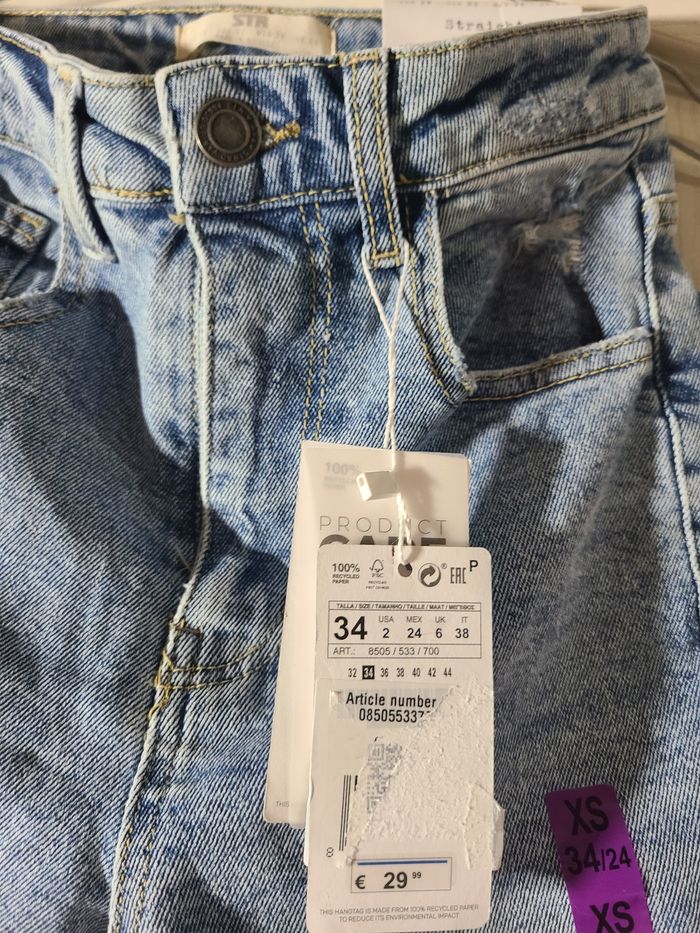 STR
Straight
100%
PRODUCT
CARE
100%
RECYCLED
PAPER
FSC
EAC P
TALLA / SIZE / TAMANHO / TAILLE / MAAT / ΜΕΓΕΘΟΣ
34
USA MEX UK IT
2 24 6 38
ART.: 8505 / 533 / 700
32 34 36 38 40 42 44
Article number
085055337
8
€ 29 99
THIS HANGTAG IS MADE FROM 100% RECYCLED PAPER
TO REDUCE ITS ENVIRONMENTAL IMPACT
THIS
XS
34/24
XS